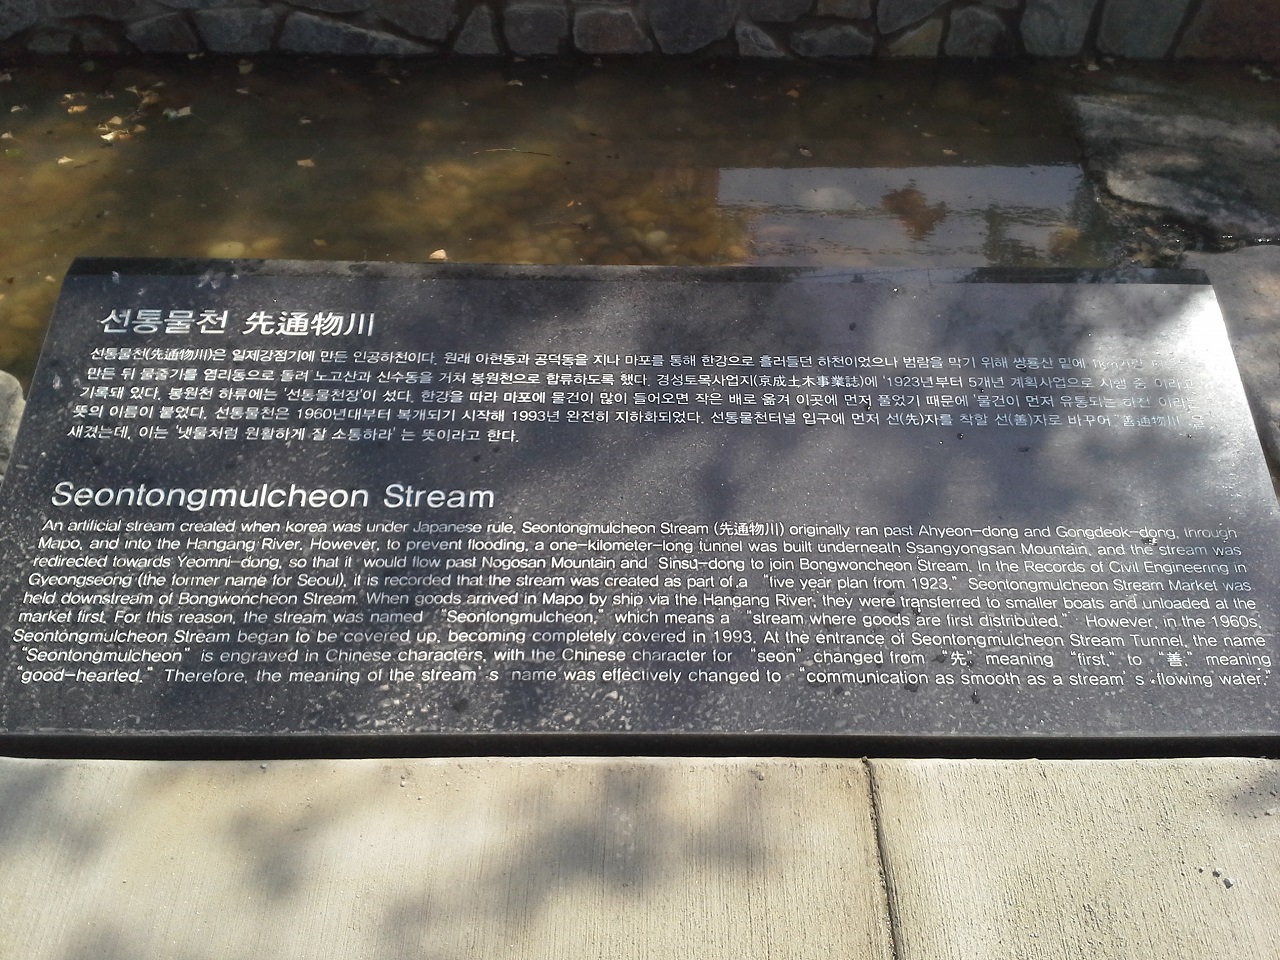 선통물천 先通物川
선통물천(先通物川)은 일제강점기에 만든 인공하천이다. 원래 아현동과 공덕동을 지나 마포를 통해 한강으로 흘러들던 하천이었으나 범람을 막기 위해 쌍룡산 밑에
만든 뒤 물줄기를 염리동으로 돌려 노고산과 신수동을 거쳐 봉원천으로 합류하도록 했다. 경성토목사업지(京成土木事業誌)에 '1923년부터 5개년 계획사업으로 시행 중'이라고
기록돼 있다. 봉원천 하류에는 '선통물천장'이 섰다. 한강을 따라 마포에 물건이 많이 들어오면 작은 배로 옮겨 이곳에 먼저 풀었기 때문에 '물건이 먼저 유통되는 하천'이라는
뜻의 이름이 붙었다. 선통물천은 1960년대부터 복개되기 시작해 1993년 완전히 지하화되었다. 선통물천터널 입구에 먼저 선(先)자를 착할 선(善)자로 바꾸어 '善通物川'을
새겼는데, 이는 '냇물처럼 원활하게 잘 소통하라' 는 뜻이라고 한다.
Seontongmulcheon Stream
An artificial stream created when korea was under Japanese rule, Seontongmulcheon Stream (先通物川) originally ran past Ahyeon-dong and Gongdeok-dong, through
Mapo, and into the Hangang River. However, to prevent flooding, a one-kilometer-long tunnel was built underneath Ssangyongsan Mountain, and the stream was
redirected towards Yeomni-dong, so that it would flow past Nogosan Mountain and Sinsu-dong to join Bongwoncheon Stream. In the Records of Civil Engineering in
Gyeongseong (the former name for Seoul), it is recorded that the stream was created as part of a “five year plan from 1923.” Seontongmulcheon Stream Market was
held downstream of Bongwoncheon Stream. When goods arrived in Mapo by ship via the Hangang River, they were transferred to smaller boats and unloaded at the
market first. For this reason, the stream was named “Seontongmulcheon,” which means a “stream where goods are first distributed.” However, in the 1960s,
Seontongmulcheon Stream began to be covered up, becoming completely covered in 1993. At the entrance of Seontongmulcheon Stream Tunnel, the name
“Seontongmulcheon” is engraved in Chinese characters, with the Chinese character for “seon” changed from “先” meaning “first,” to “善” meaning
“good-hearted.” Therefore, the meaning of the stream’s name was effectively changed to “communication as smooth as a stream’s flowing water.”